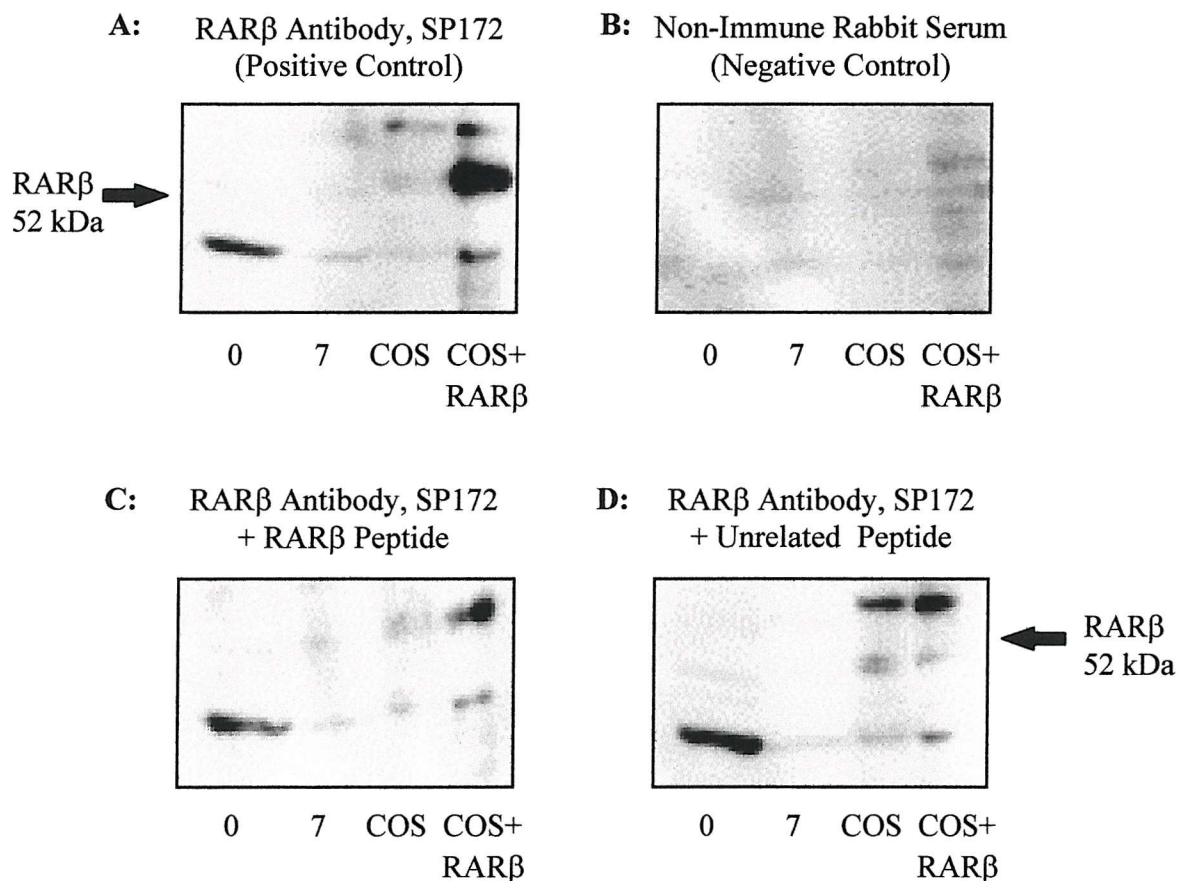 A: RARβ Antibody, SP172
(Positive Control)
B: Non-Immune Rabbit Serum
(Negative Control)
RARβ
52 kDa
0 7 COS COS+
RARβ
0 7 COS COS+
RARβ
C: RARβ Antibody, SP172
+ RARβ Peptide
D: RARβ Antibody, SP172
+ Unrelated Peptide
RARβ
52 kDa
0 7 COS COS+
RARβ
0 7 COS COS+
RARβ